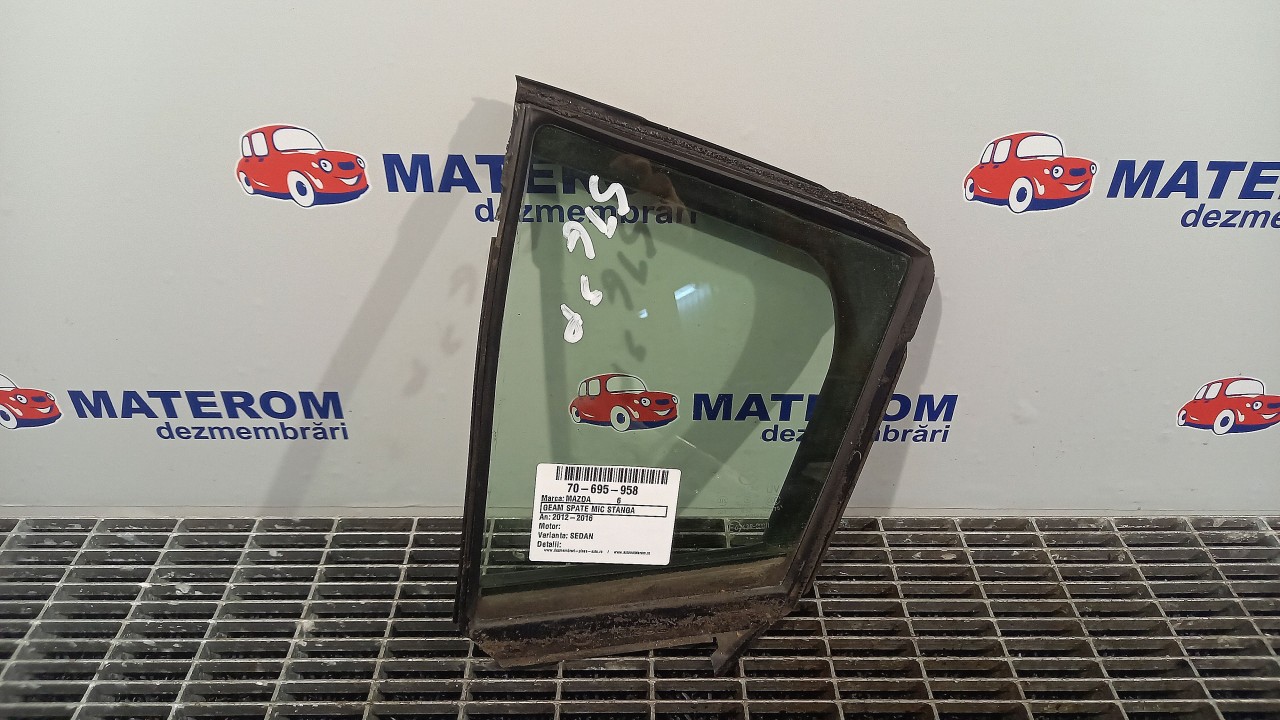 MATEROM
dezmembrări
MATEROM
dezmembrări
MATEROM
dezmembrări
MATEROM
dezmembrări
70-695-958
Marca: MAZDA 6
GEAM SPATE MIC STANGA
An: 2012-2016
Motor:
Varianta: SEDAN
Detalii: